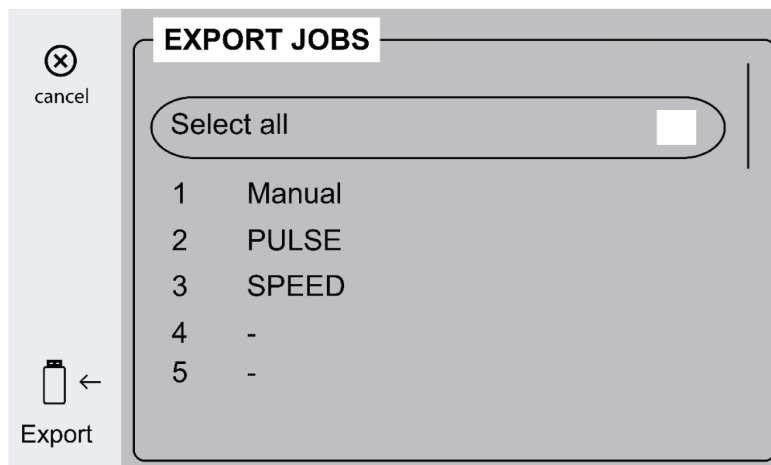 EXPORT JOBS
cancel
Select all
1 Manual
2 PULSE
3 SPEED
4 -
5 -
Export